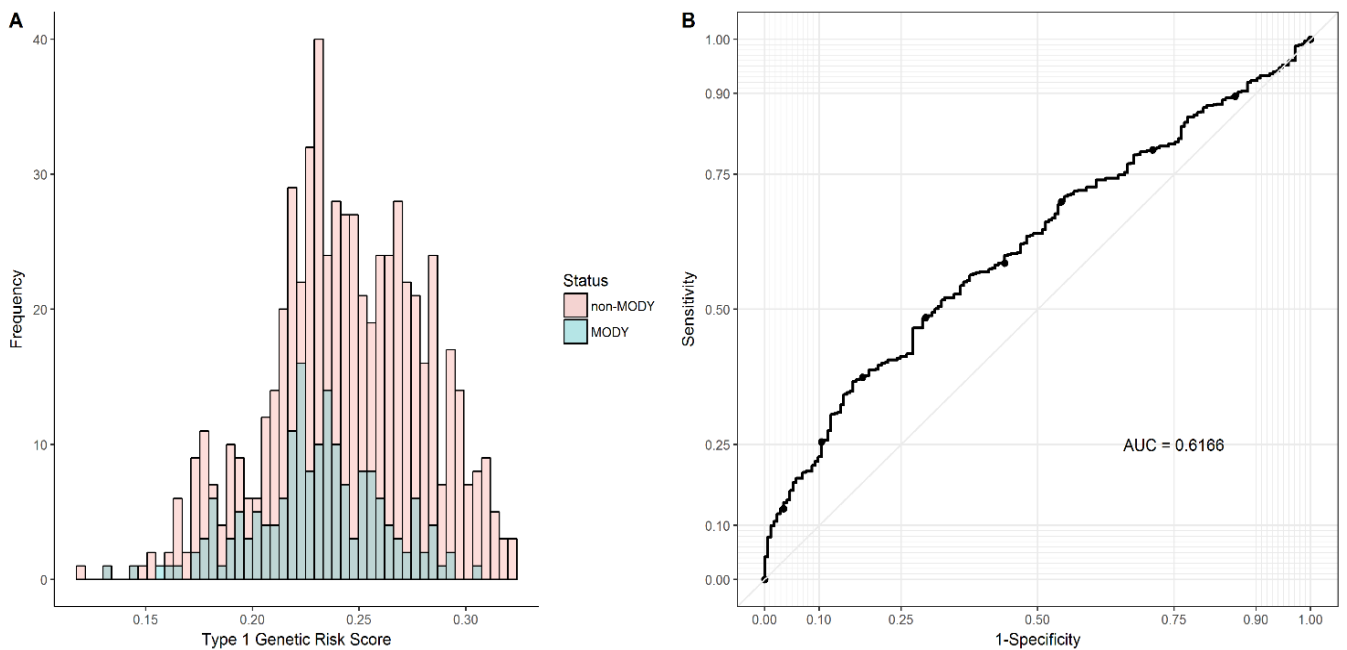 A
40
30
20
10
0
Frequency
0.15
0.20
0.25
0.30
Type 1 Genetic Risk Score
Status
non-MODY
MODY
B
1.00
0.90
0.75
0.50
0.25
0.10
0.00
Sensitivity
AUC = 0.6166
0.00
0.10
0.25
0.50
0.75
0.90
1.00
1-Specificity